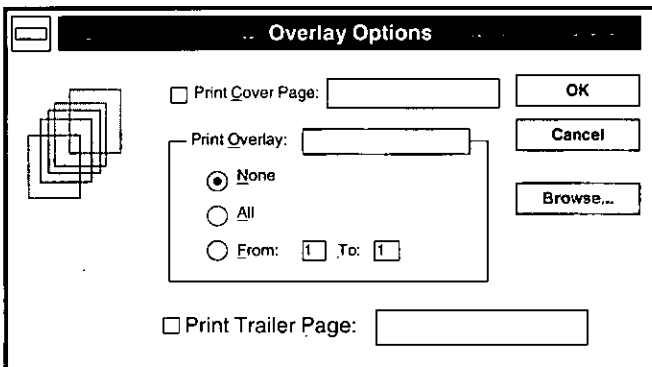 Overlay Options
Print Cover Page:
OK
Print Overlay:
Cancel
None
Browse...
All
From: 1 To: 1
Print Trailer Page: